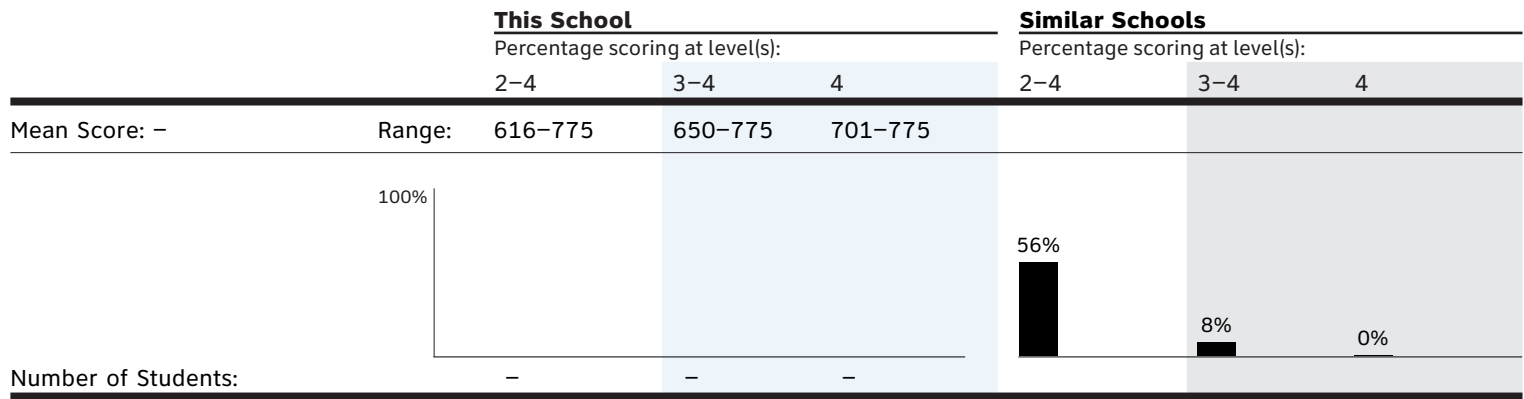 This School Similar Schools
Percentage scoring at level(s): Percentage scoring at level(s):
2–4 3–4 4 2–4 3–4 4
Mean Score: – Range: 616–775 650–775 701–775
100%
56%
8%
0%
Number of Students: – – –